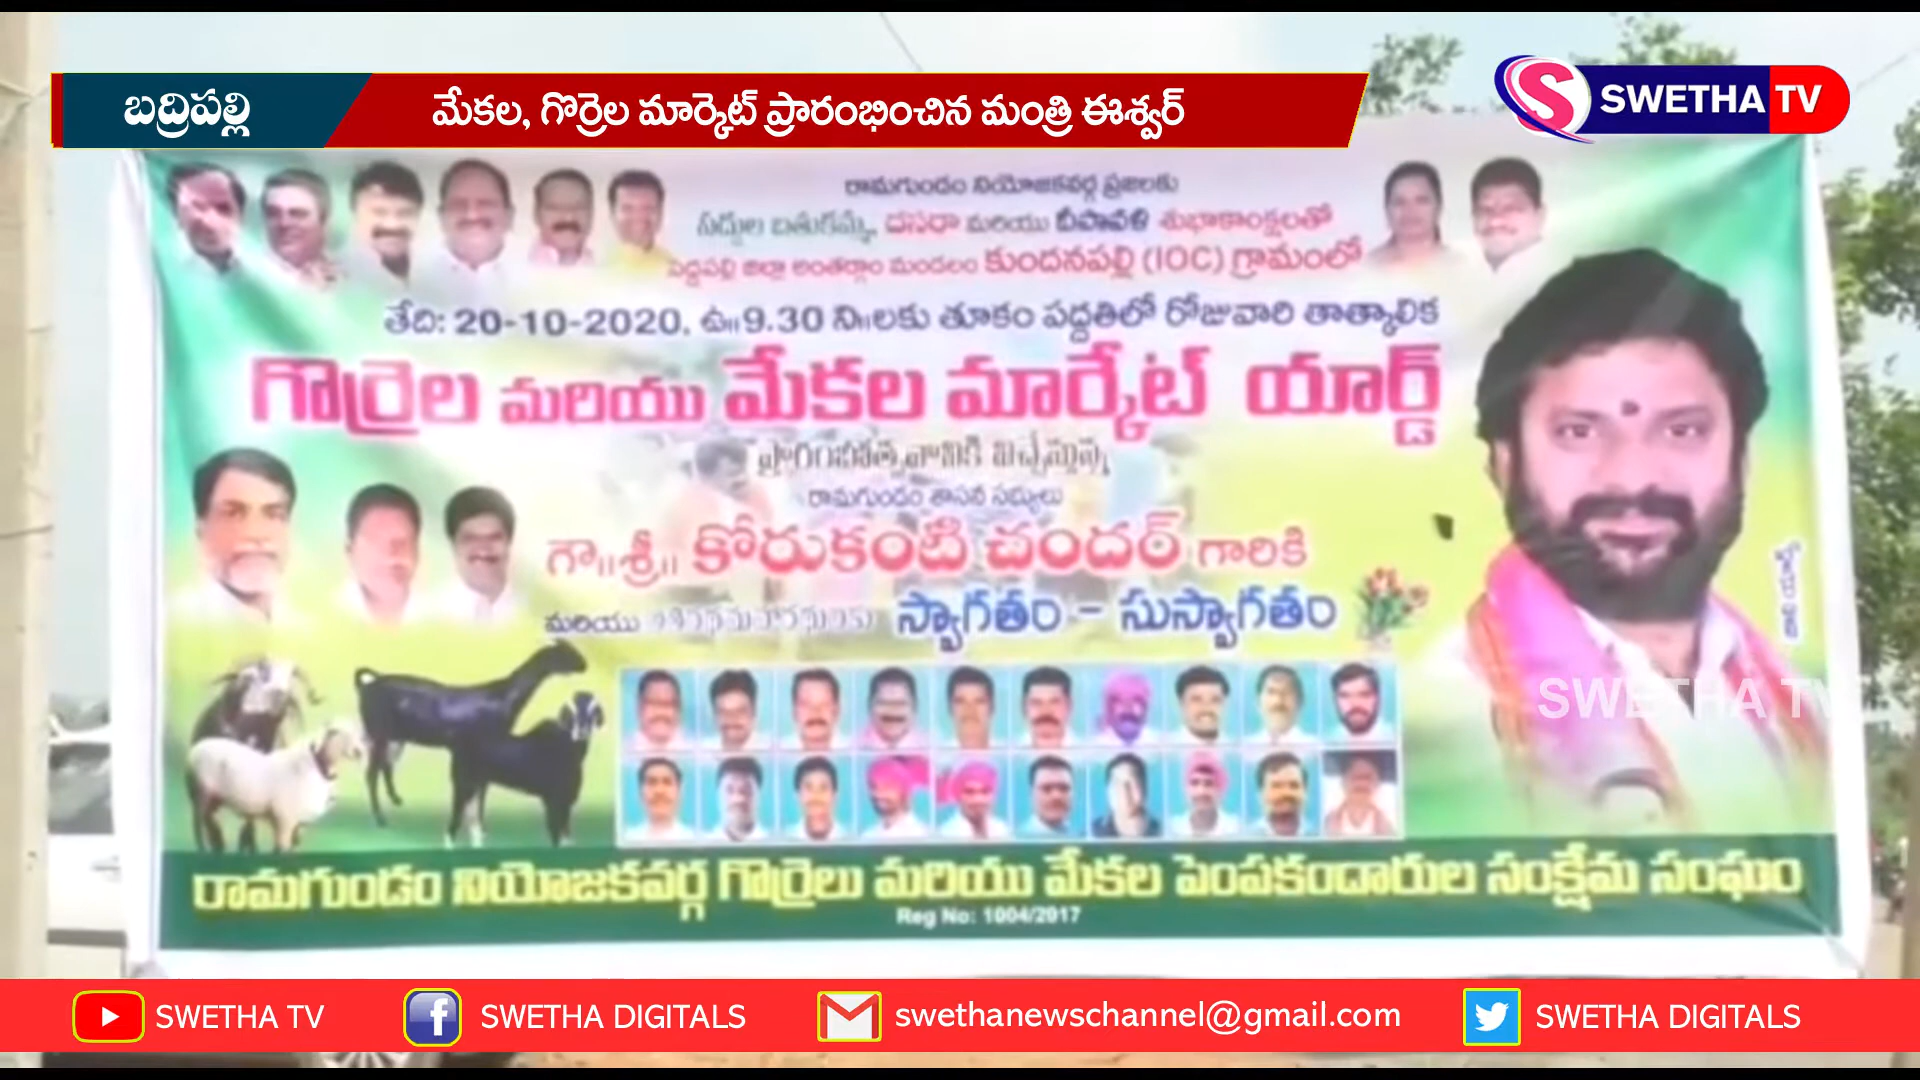 బద్రిపల్లి
మేకల, గొర్రెల మార్కెట్ ప్రారంభించిన మంత్రి ఈశ్వర్
SWETHA TV
రామగుండం నియోజకవర్గ ప్రజలకు
సద్దుల బతుకమ్మ, దసరా మరియు దీపావళి శుభాకాంక్షలతో
పెద్దపల్లి జిల్లా అంతర్గాం మండలం కుందనపల్లి (IOC) గ్రామంలో
తేది: 20-10-2020, ఉ॥9.30 ని॥లకు తూకం పద్దతిలో రోజువారి తాత్కాలిక
గొర్రెల మరియు మేకల మార్కేట్ యార్డ్
ప్రారంభోత్సవానికి విచ్చేస్తున్న
రామగుండం శాసన సభ్యులు
గౌ॥శ్రీ॥ కోరుకంటి చందర్ గారికి
మరియు స్వాగతం - సుస్వాగతం
SWETHA TV
రామగుండం నియోజకవర్గ గొర్రెలు మరియు మేకల పెంపకందారుల సంక్షేమ సంఘం
Reg No: 1004/2017
SWETHA TV SWETHA DIGITALS swethanewschannel@gmail.com SWETHA DIGITALS